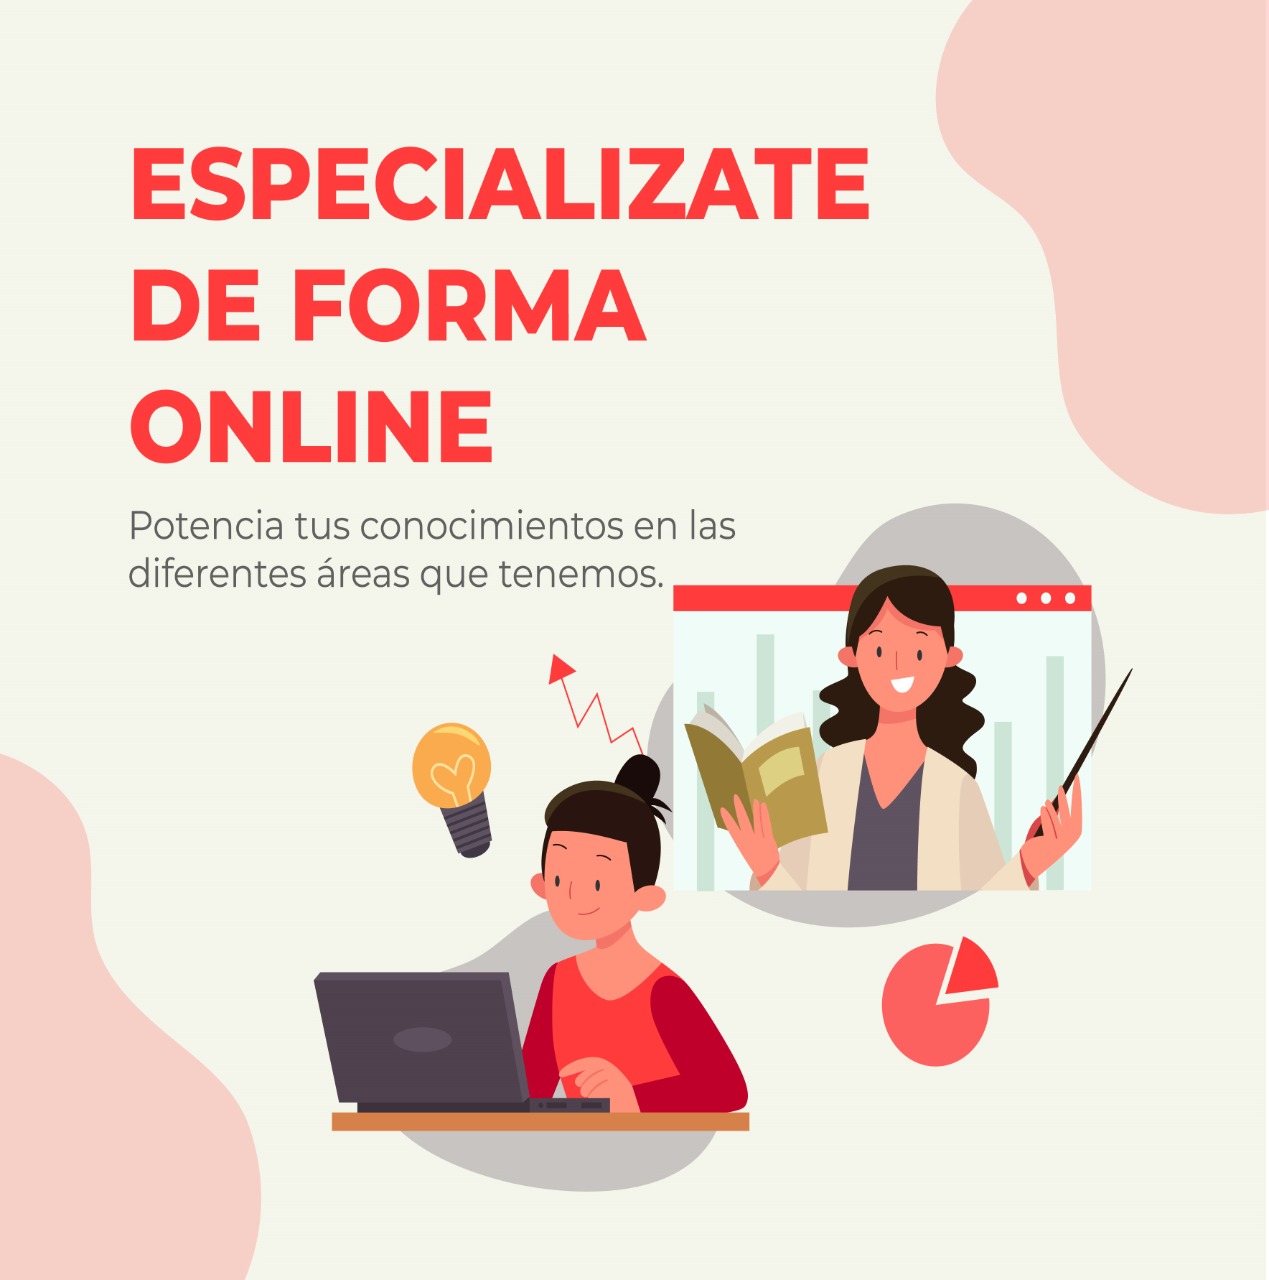 ESPECIALIZATE
DE FORMA
ONLINE
Potencia tus conocimientos en las
diferentes áreas que tenemos.